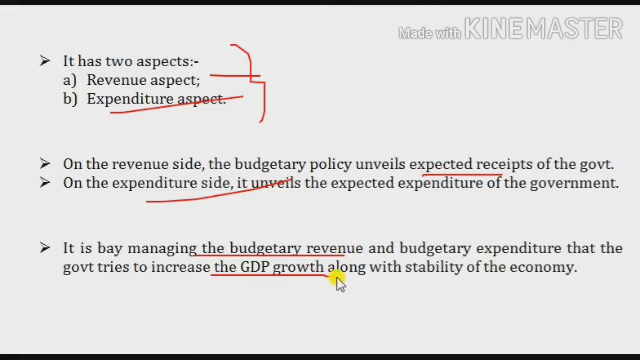 Made with KINEMASTER
➤ It has two aspects:-
a) Revenue aspect;
b) Expenditure aspect.
➤ On the revenue side, the budgetary policy unveils expected receipts of the govt.
➤ On the expenditure side, it unveils the expected expenditure of the government.
➤ It is bay managing the budgetary revenue and budgetary expenditure that the
govt tries to increase the GDP growth along with stability of the economy.